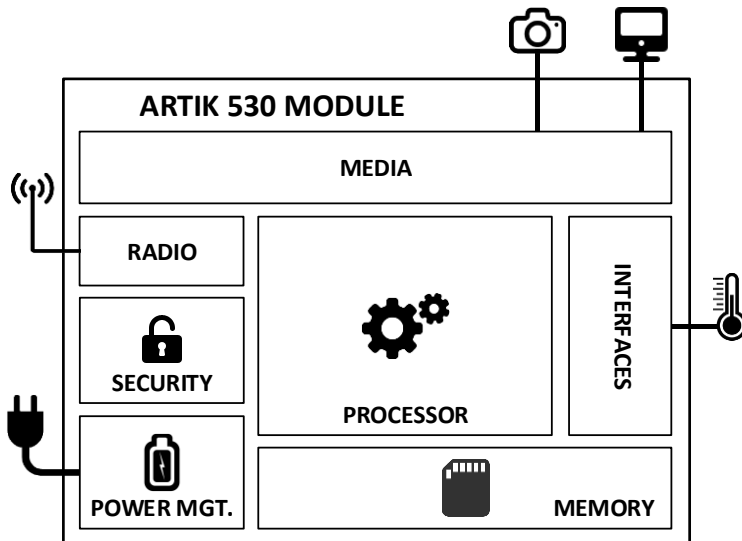 ARTIK 530 MODULE
MEDIA
RADIO
SECURITY
POWER MGT.
PROCESSOR
INTERFACES
MEMORY